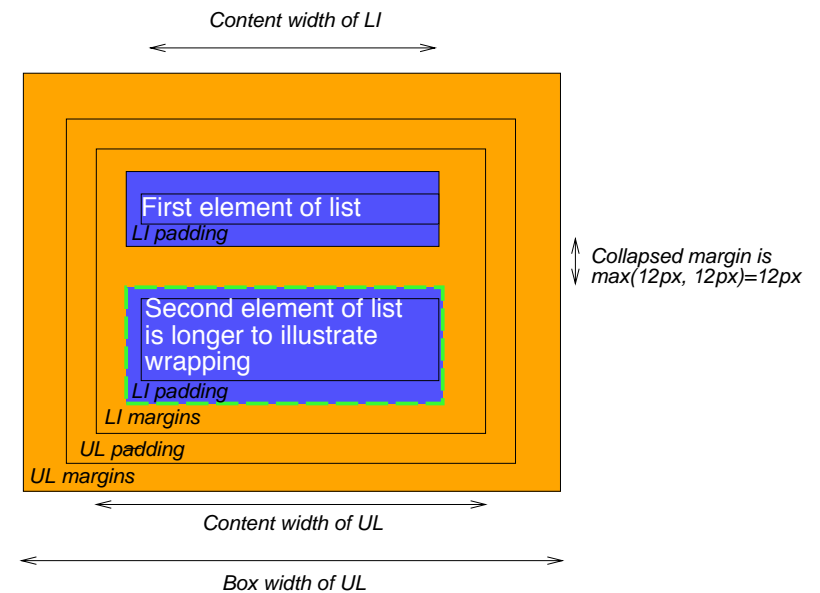 Content width of LI
First element of list
LI padding
Collapsed margin is
max(12px, 12px)=12px
Second element of list
is longer to illustrate
wrapping
LI padding
LI margins
UL padding
UL margins
Content width of UL
Box width of UL